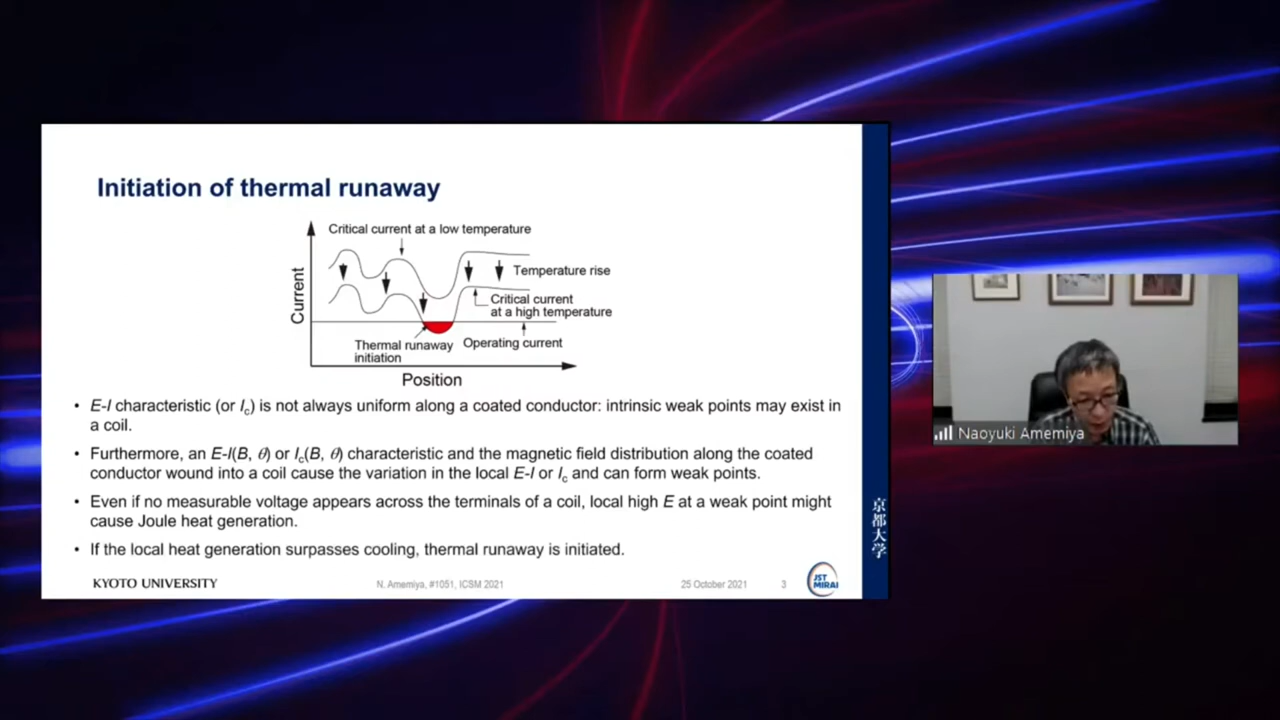 Initiation of thermal runaway
Critical current at a low temperature
Temperature rise
Critical current
at a high temperature
Current
Thermal runaway
initiation
Operating current
Position
• E-I characteristic (or Ic) is not always uniform along a coated conductor: intrinsic weak points may exist in
a coil.
• Furthermore, an E-I(B, θ) or Ic(B, θ) characteristic and the magnetic field distribution along the coated
conductor wound into a coil cause the variation in the local E-I or Ic and can form weak points.
• Even if no measurable voltage appears across the terminals of a coil, local high E at a weak point might
cause Joule heat generation.
• If the local heat generation surpasses cooling, thermal runaway is initiated.
KYOTO UNIVERSITY
N. Amemiya, #1051, ICSM 2021
25 October 2021
3
JST
MIRAI
京都大学
Naoyuki Amemiya